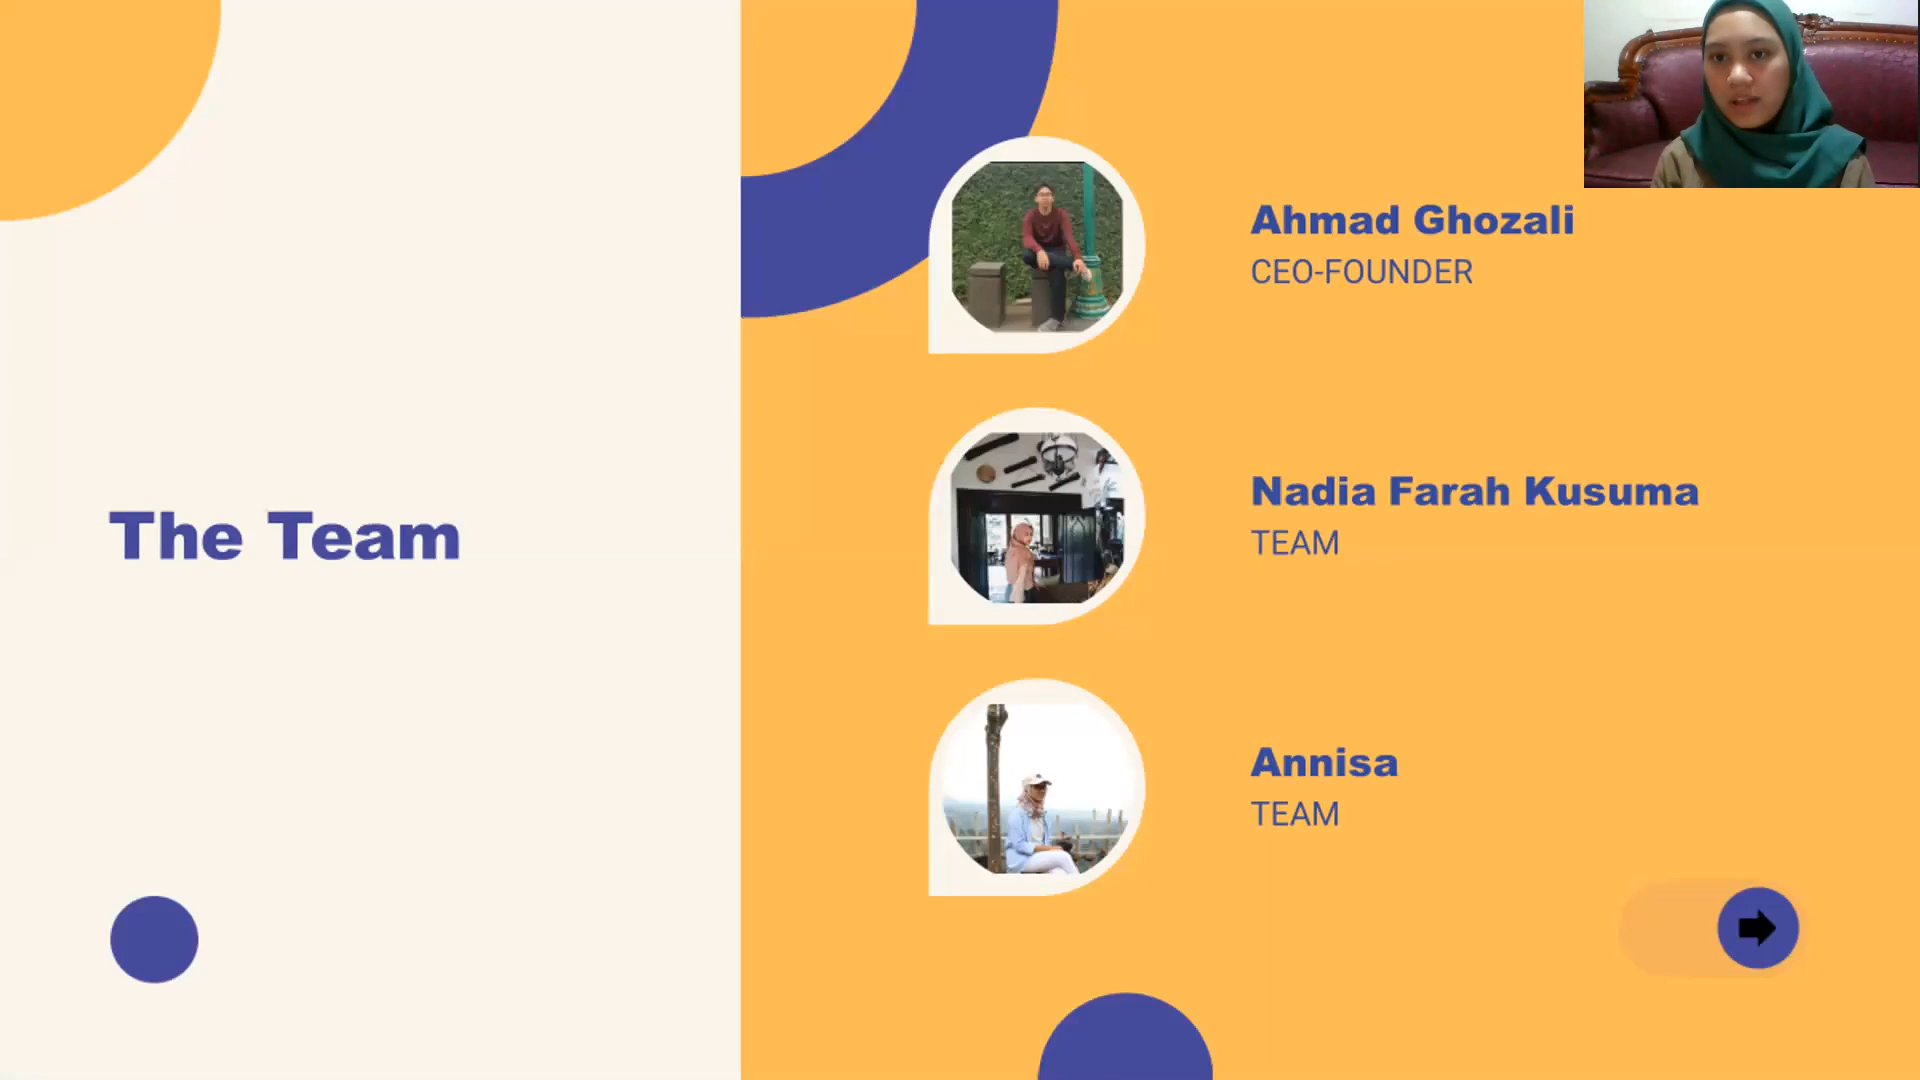 The Team
Ahmad Ghozali
CEO-FOUNDER
Nadia Farah Kusuma
TEAM
Annisa
TEAM